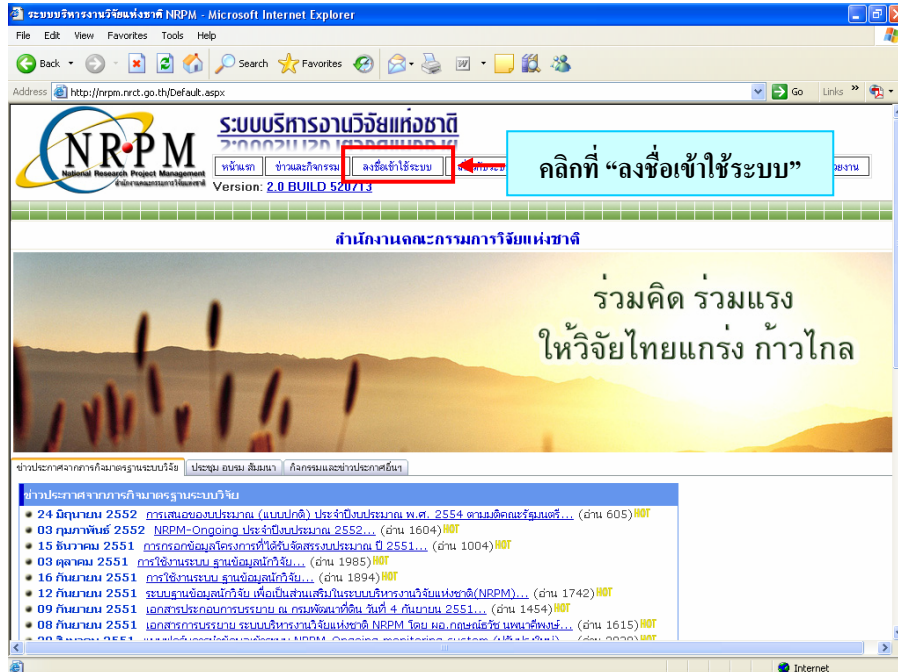 ระบบบริหารงานวิจัยแห่งชาติ NRPM - Microsoft Internet Explorer
File Edit View Favorites Tools Help
Back Search Favorites
Address http://nrpm.nrct.go.th/Default.aspx Go Links
NRPM
National Research Project Management
สำนักงานคณะกรรมการวิจัยแห่งชาติ
ระบบบริหารงานวิจัยแห่งชาติ
หน้าแรก ข่าวและกิจกรรม ลงชื่อเข้าใช้ระบบ
คลิกที่ “ลงชื่อเข้าใช้ระบบ”
Version: 2.0 BUILD 520713
สำนักงานคณะกรรมการวิจัยแห่งชาติ
ร่วมคิด ร่วมแรง
ให้วิจัยไทยแกร่ง ก้าวไกล
ข่าวประกาศจากภารกิจมาตรฐานระบบวิจัย ประชุม อบรม สัมมนา กิจกรรมและข่าวประกาศอื่นๆ
ข่าวประกาศจากภารกิจมาตรฐานระบบวิจัย
24 มิถุนายน 2552 การเสนอของบประมาณ (แบบปกติ) ประจำปีงบประมาณ พ.ศ. 2554 ตามมติคณะรัฐมนตรี... (อ่าน 605) HOT
03 กุมภาพันธ์ 2552 NRPM-Ongoing ประจำปีงบประมาณ 2552... (อ่าน 1604) HOT
15 ธันวาคม 2551 การกรอกข้อมูลโครงการที่ได้รับจัดสรรงบประมาณ ปี 2551... (อ่าน 1004) HOT
03 ตุลาคม 2551 การใช้งานระบบ ฐานข้อมูลนักวิจัย... (อ่าน 1985) HOT
16 กันยายน 2551 การใช้งานระบบ ฐานข้อมูลนักวิจัย... (อ่าน 1894) HOT
12 กันยายน 2551 ระบบฐานข้อมูลนักวิจัย เพื่อเป็นส่วนเสริมในระบบบริหารงานวิจัยแห่งชาติ(NRPM)... (อ่าน 1742) HOT
09 กันยายน 2551 เอกสารประกอบการบรรยาย ณ กรมพัฒนาที่ดิน วันที่ 4 กันยายน 2551... (อ่าน 1454) HOT
08 กันยายน 2551 เอกสารการบรรยาย ระบบบริหารงานวิจัยแห่งชาติ NRPM โดย ผอ.กฤษณ์ธวัช นพนาคีพงษ์... (อ่าน 1615) HOT
Internet